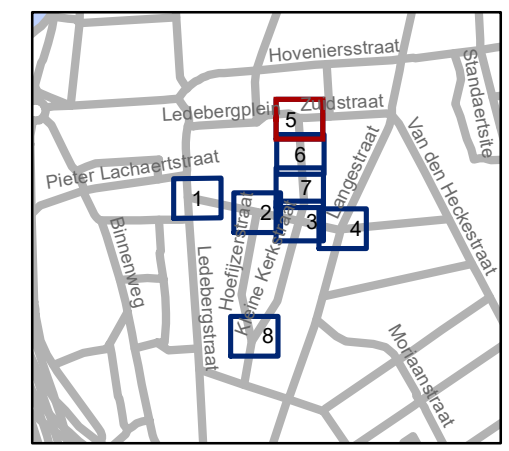 Hoveniersstraat
Standaertsite
Ledebergplein
Zuidstraat
5
6
Langestraat
Van den Heckestraat
Pieter Lachaertstraat
7
1
2
3
4
Binnenweg
Ledebergstraat
Hoefijzerstraat
Kleine Kerkstraat
8
Moriaanstraat